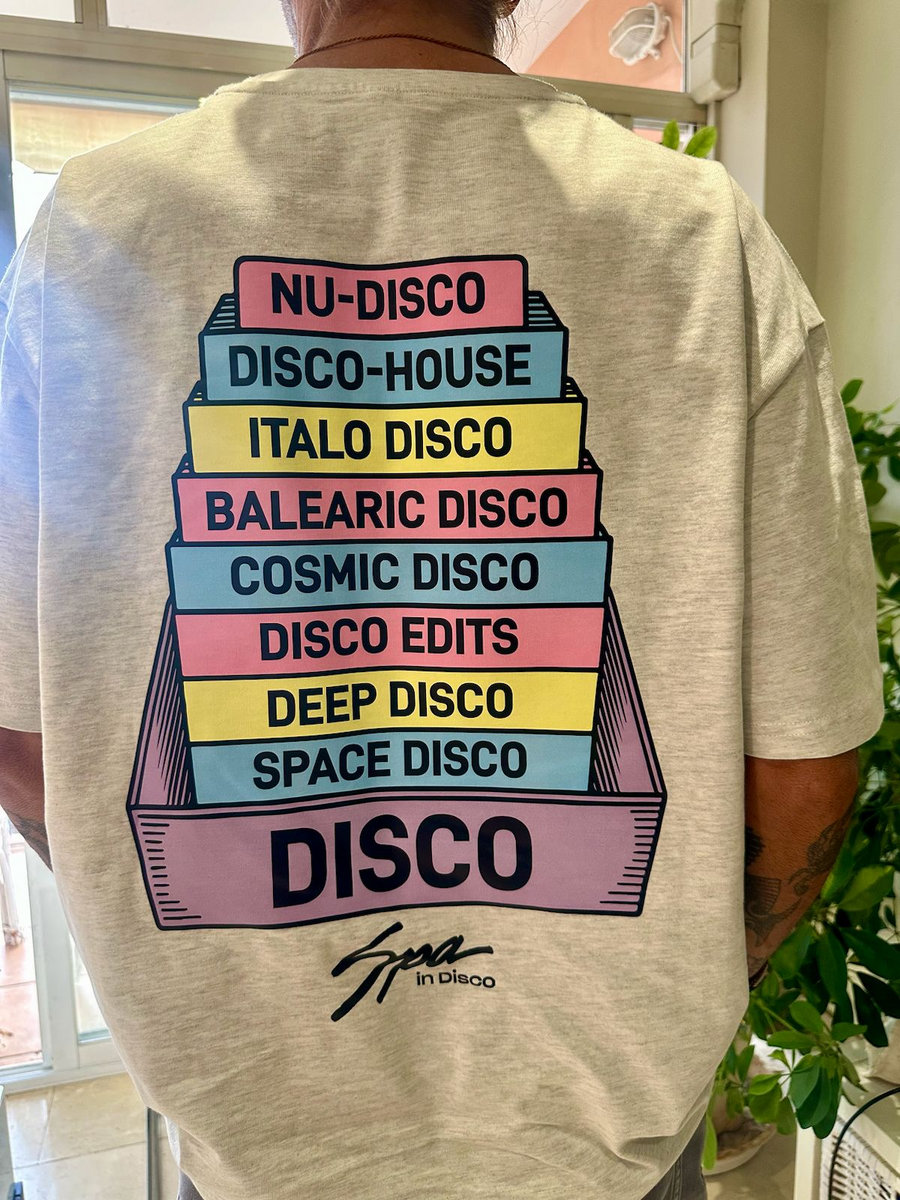 NU-DISCO
DISCO-HOUSE
ITALO DISCO
BALEARIC DISCO
COSMIC DISCO
DISCO EDITS
DEEP DISCO
SPACE DISCO
DISCO
Spa
in Disco